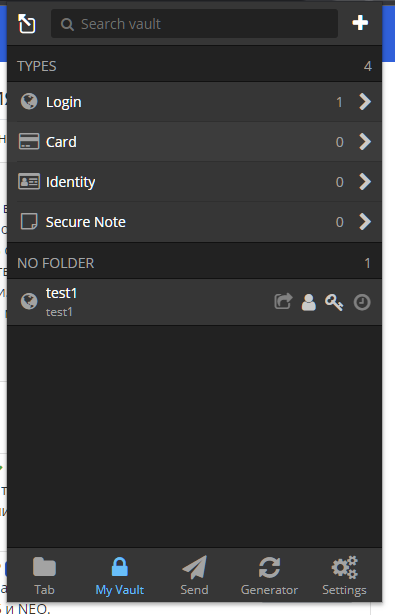 Search vault
TYPES 4
Login 1
Card 0
Identity 0
Secure Note 0
NO FOLDER 1
test1
test1
Tab
My Vault
Send
Generator
Settings
и NEO.